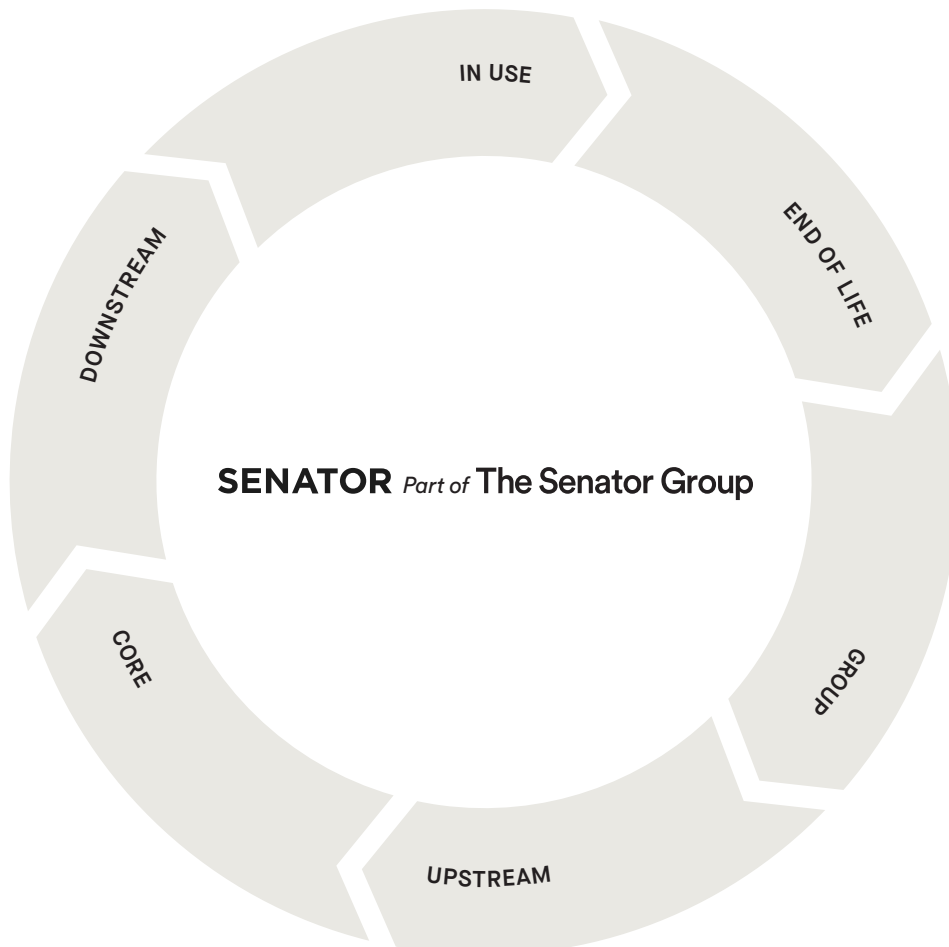 IN USE
END OF LIFE
GROUP
UPSTREAM
CORE
DOWNSTREAM
SENATOR Part of The Senator Group